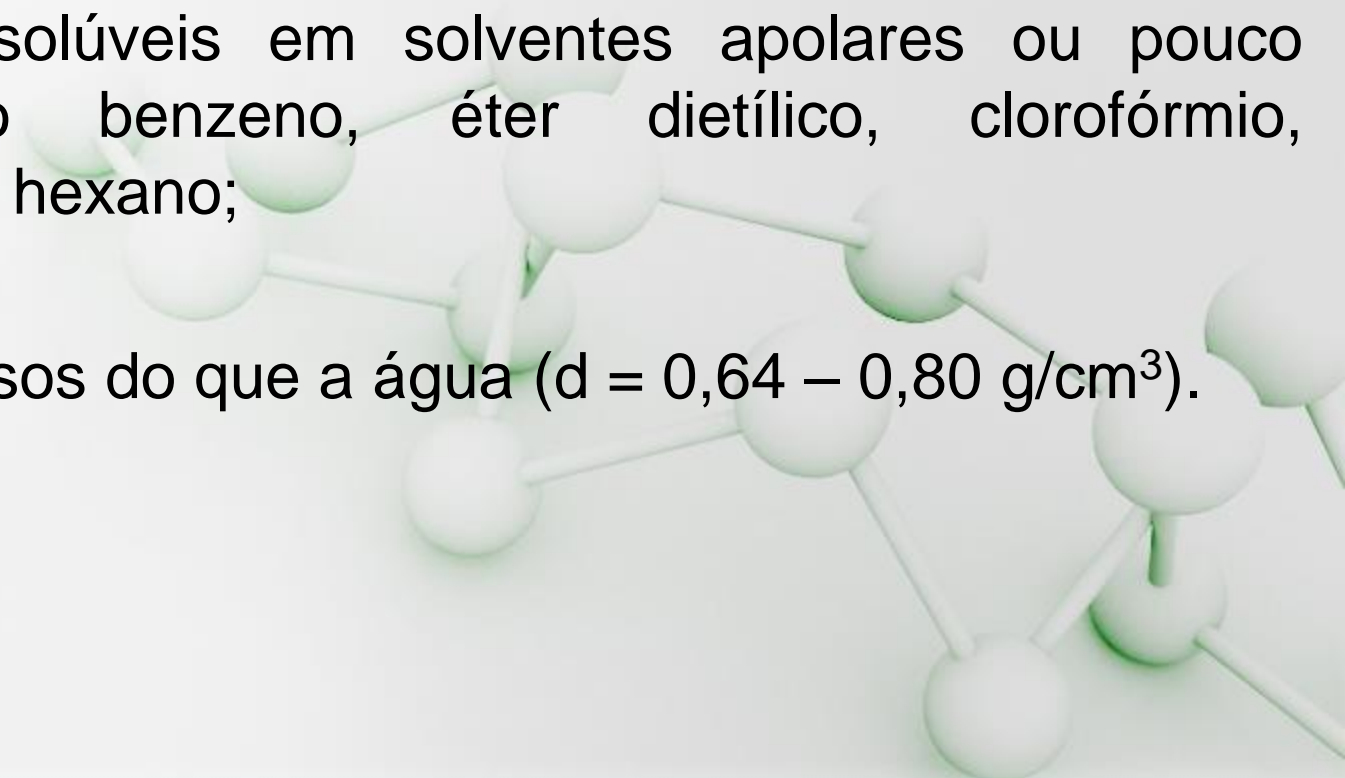 solúveis em solventes apolares ou pouco
o benzeno, éter dietílico, clorofórmio,
hexano;
sos do que a água (d = 0,64 – 0,80 g/cm³).